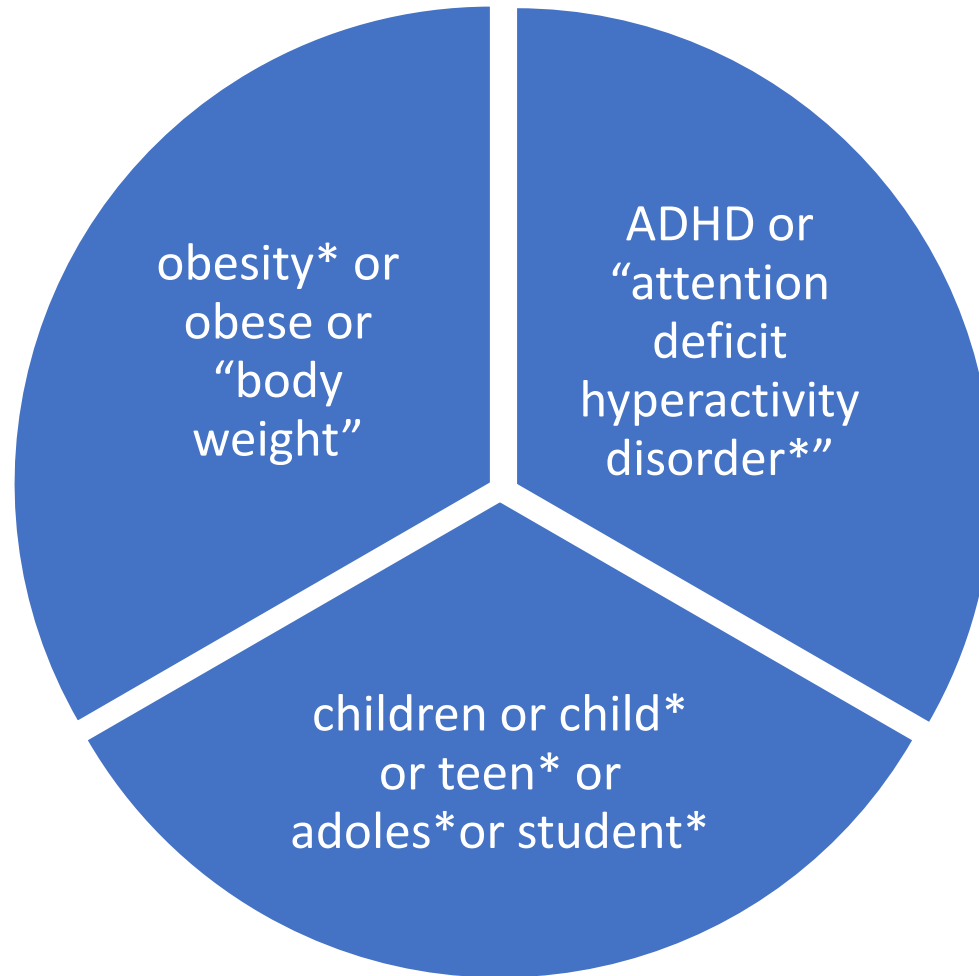 obesity* or
obese or
“body
weight”
ADHD or
“attention
deficit
hyperactivity
disorder*”
children or child*
or teen* or
adoles*or student*